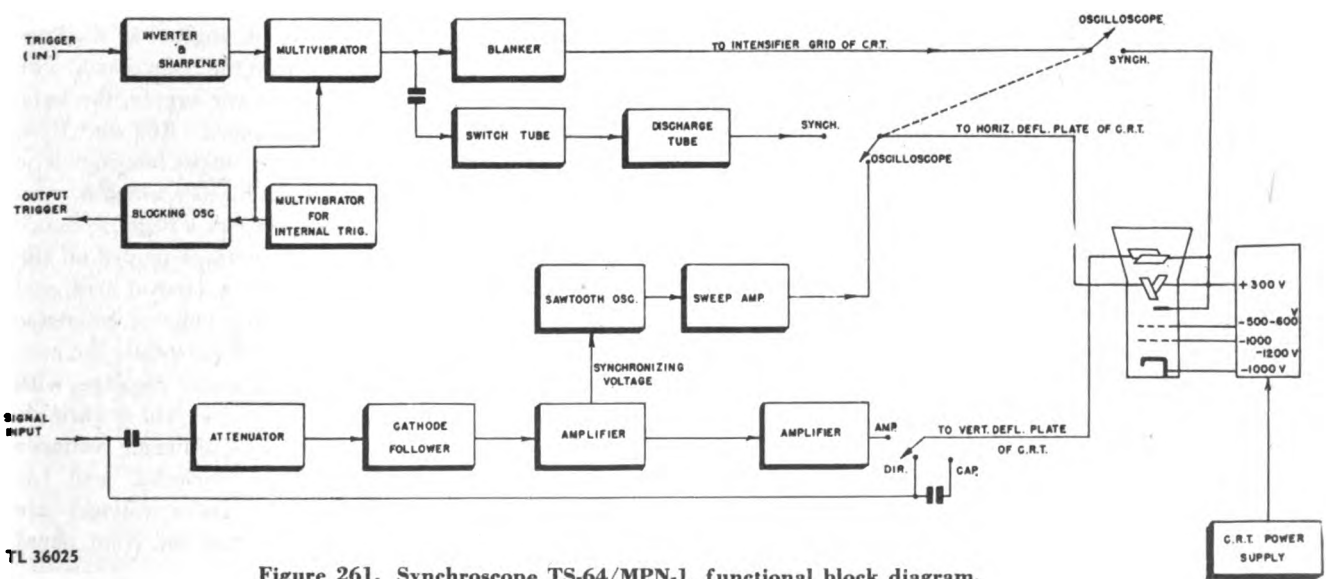 OSCILLOSCOPE
TRIGGER
(IN)
INVERTER
&
SHARPENER
MULTIVIBRATOR
BLANKER
TO INTENSIFIER GRID OF C.R.T.
SYNCH.
SWITCH TUBE
DISCHARGE
TUBE
SYNCH.
TO HORIZ. DEFL. PLATE OF C.R.T.
OSCILLOSCOPE
OUTPUT
TRIGGER
BLOCKING OSC
MULTIVIBRATOR
FOR
INTERNAL TRIG.
SAWTOOTH OSC.
SWEEP AMP.
+300 V
V
-500-600
-1000
-1200 V
-1000 V
SYNCHRONIZING
VOLTAGE
SIGNAL
INPUT
ATTENUATOR
CATHODE
FOLLOWER
AMPLIFIER
AMPLIFIER
AMP.
TO VERT. DEFL. PLATE
OF C.R.T.
DIR.
CAP.
C.R.T. POWER
SUPPLY
TL 36025
Figure 261. Synchroscope TS-64/MPN-1, functional block diagram.